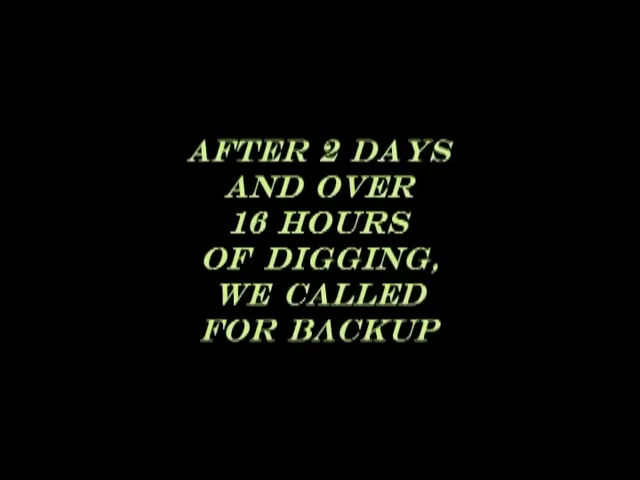 AFTER 2 DAYS
AND OVER
16 HOURS
OF DIGGING,
WE CALLED
FOR BACKUP